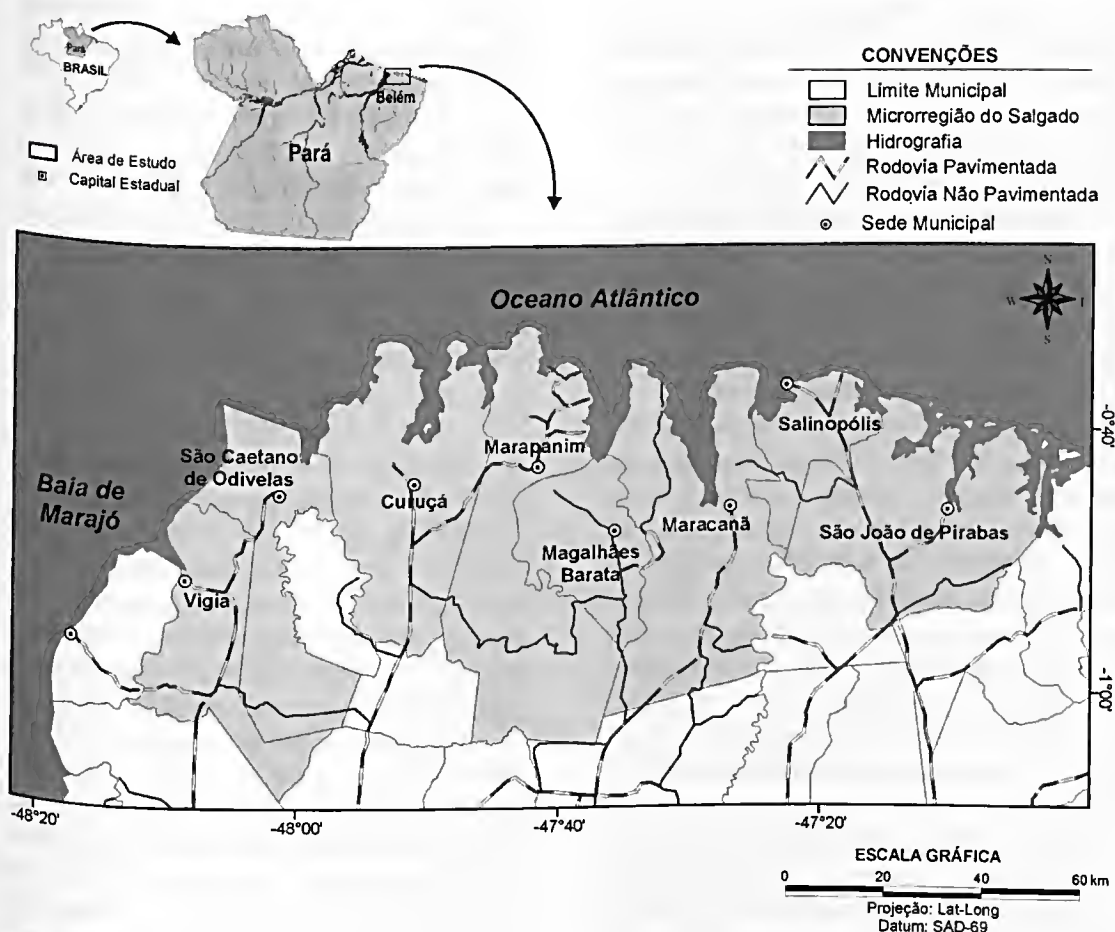 Pará
BRASIL
Área de Estudo
Capital Estadual
Belém
Pará
CONVENÇÕES
Limite Municipal
Microrregião do Salgado
Hidrografia
Rodovia Pavimentada
Rodovia Não Pavimentada
Sede Municipal
Oceano Atlântico
N
W
S
Baia de
Marajó
São Caetano
de Odivelas
Vigia
Curuçá
Marapanim
Magalhães
Barata
Maracanã
Salinopólis
São João de Pirabas
-0°40'
-1°00'
-48°20'
-48°00'
-47°40'
-47°20'
ESCALA GRÁFICA
0 20 40 60 km
Projeção: Lat-Long
Datum: SAD-69